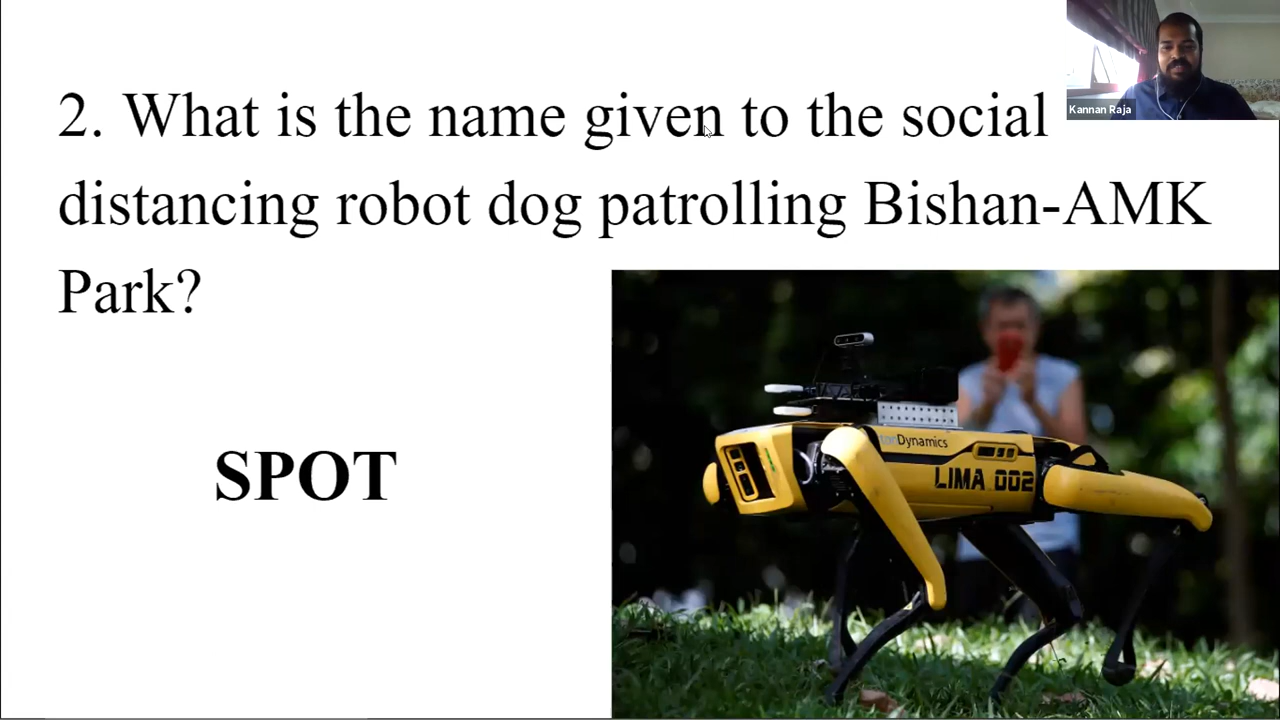 2. What is the name given to the social
Kannan Raja
distancing robot dog patrolling Bishan-AMK
Park?
SPOT
Dynamics
LIMA 002